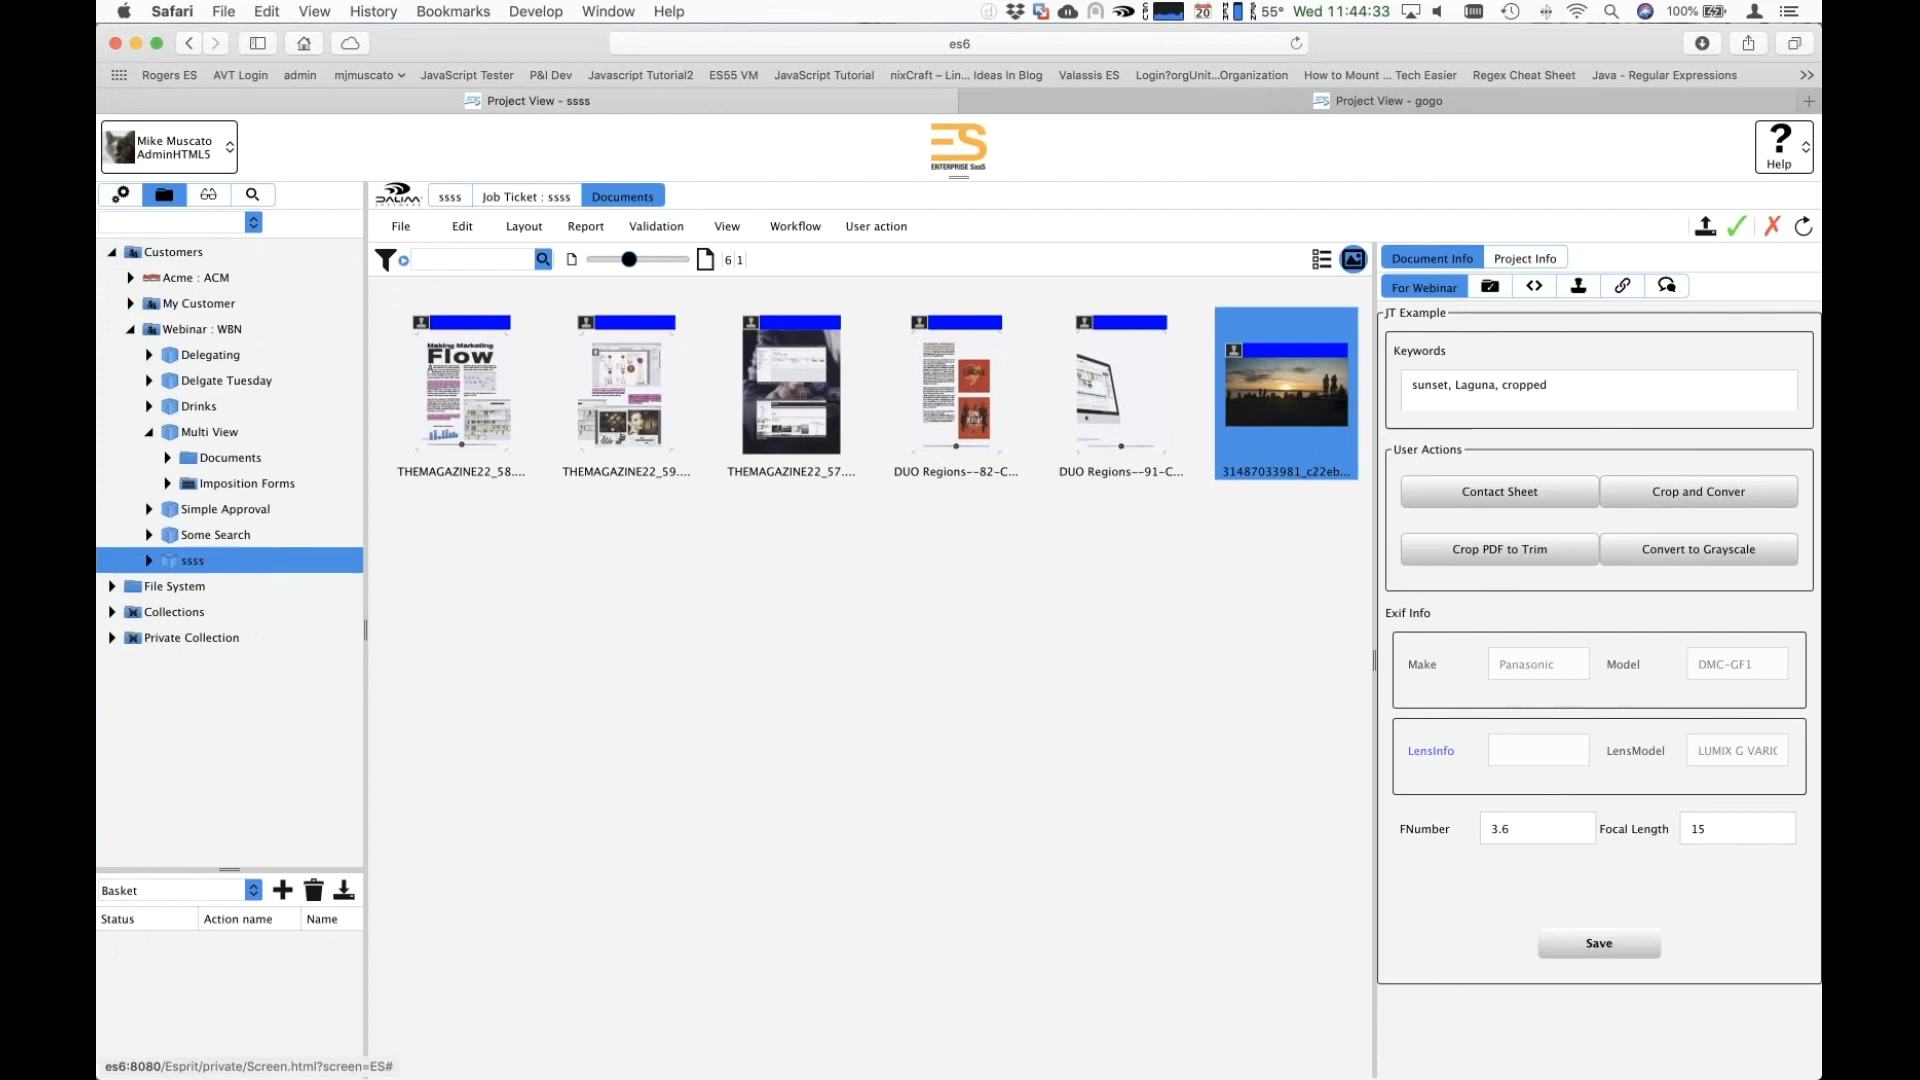 Safari File Edit View History Bookmarks Develop Window Help 20 55° Wed 11:44:33 100%
es6
Rogers ES AVT Login admin mjmuscato JavaScript Tester P&I Dev Javascript Tutorial2 ES55 VM JavaScript Tutorial nixCraft – Lin... Ideas In Blog Valassis ES Login?orgUnit...Organization How to Mount ... Tech Easier Regex Cheat Sheet Java - Regular Expressions
Project View - ssss Project View - gogo
Mike Muscato
AdminHTML5
ES
ENTERPRISE SaaS
?
Help
DALIM
SOFTWARE
ssss Job Ticket : ssss Documents
File Edit Layout Report Validation View Workflow User action
6 1
Document Info Project Info
For Webinar
Customers
Acme : ACM
My Customer
Webinar : WBN
Delegating
Delgate Tuesday
Drinks
Multi View
Documents
Imposition Forms
Simple Approval
Some Search
ssss
File System
Collections
Private Collection
Making Marketing
Flow
THEMAGAZINE22_58.... THEMAGAZINE22_59.... THEMAGAZINE22_57.... DUO Regions--82-C... DUO Regions--91-C... 31487033981_c22eb...
JT Example
Keywords
sunset, Laguna, cropped
User Actions
Contact Sheet Crop and Conver
Crop PDF to Trim Convert to Grayscale
Exif Info
Make Panasonic Model DMC-GF1
LensInfo LensModel LUMIX G VARIO
FNumber 3.6 Focal Length 15
Save
Basket
Status Action name Name
es6:8080/Esprit/private/Screen.html?screen=ES#